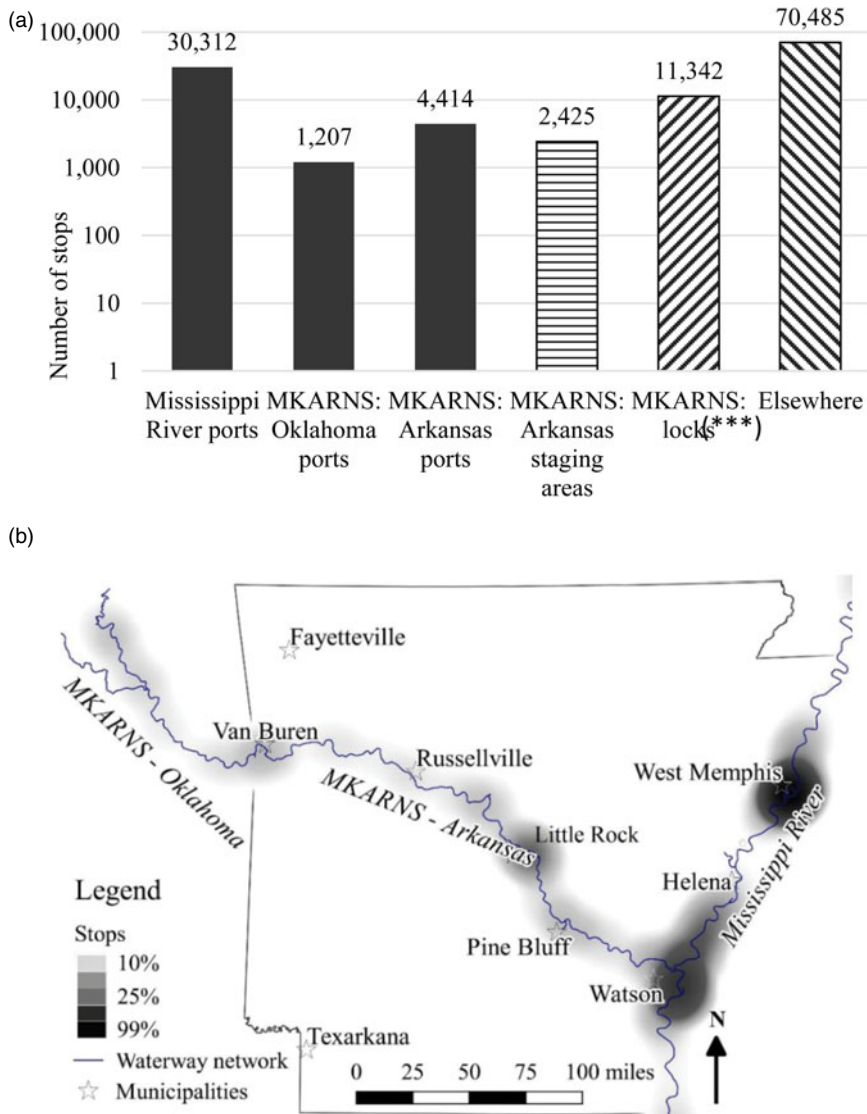 (a)
100,000
10,000
1,000
100
10
1
Number of stops
30,312
1,207
4,414
2,425
11,342
70,485
Mississippi River ports
MKARNS: Oklahoma ports
MKARNS: Arkansas ports
MKARNS: Arkansas staging areas
MKARNS: locks
(***)
Elsewhere
(b)
Fayetteville
MKARNS - Oklahoma
Van Buren
Russellville
MKARNS - Arkansas
Little Rock
West Memphis
Mississippi River
Helena
Pine Bluff
Watson
Texarkana
Legend
Stops
10%
25%
99%
Waterway network
Municipalities
0 25 50 75 100 miles
N